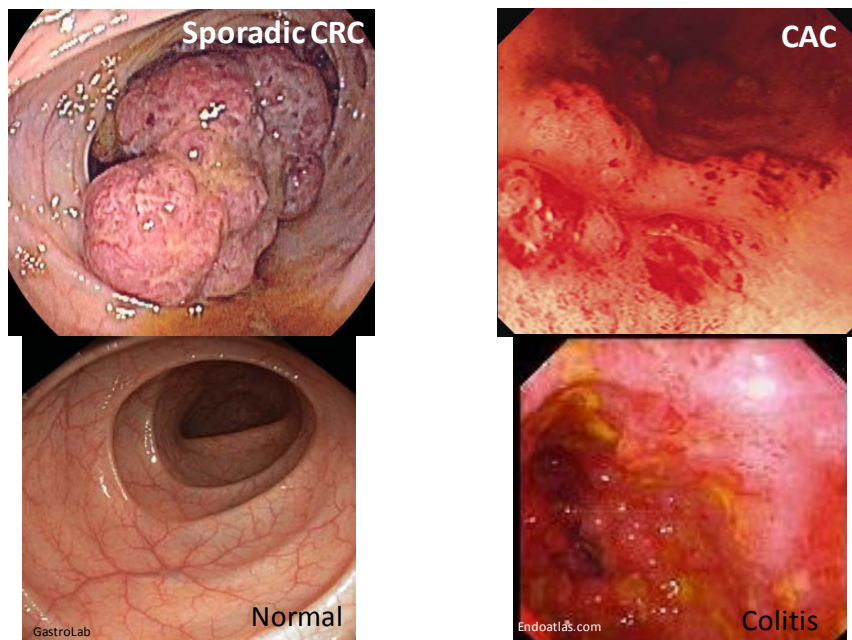 Sporadic CRC
CAC
Normal
GastroLab
Colitis
Endoatlas.com